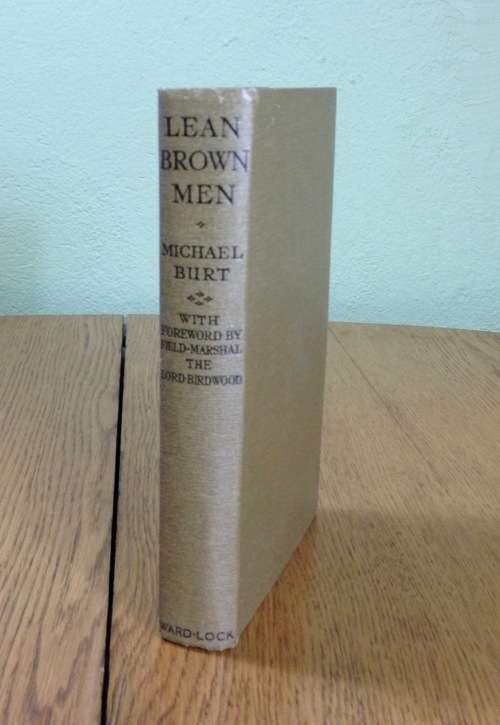 LEAN
BROWN
MEN
MICHAEL
BURT
WITH
FOREWORD BY
FIELD-MARSHAL
THE
LORD·BIRDWOOD
WARD·LOCK